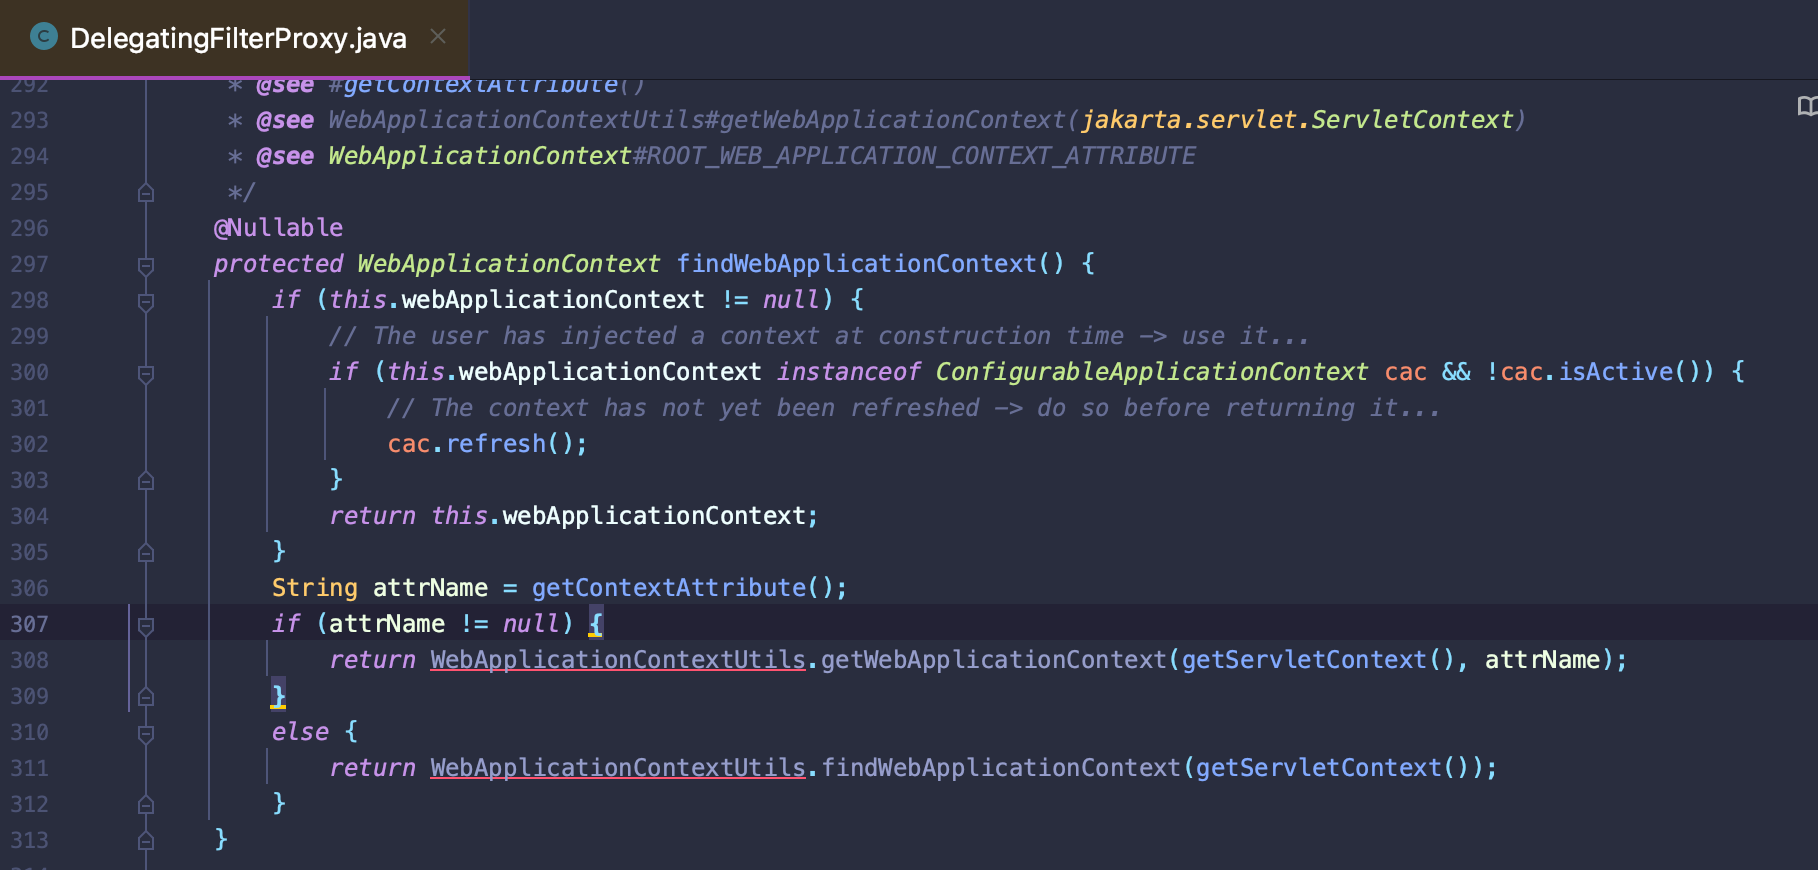 C DelegatingFilterProxy.java ×
292 * @see #getContextAttribute()
293 * @see WebApplicationContextUtils#getWebApplicationContext(jakarta.servlet.ServletContext)
294 * @see WebApplicationContext#ROOT_WEB_APPLICATION_CONTEXT_ATTRIBUTE
295 */
296 @Nullable
297 protected WebApplicationContext findWebApplicationContext() {
298 if (this.webApplicationContext != null) {
299 // The user has injected a context at construction time -> use it...
300 if (this.webApplicationContext instanceof ConfigurableApplicationContext cac && !cac.isActive()) {
301 // The context has not yet been refreshed -> do so before returning it...
302 cac.refresh();
303 }
304 return this.webApplicationContext;
305 }
306 String attrName = getContextAttribute();
307 if (attrName != null) {
308 return WebApplicationContextUtils.getWebApplicationContext(getServletContext(), attrName);
309 }
310 else {
311 return WebApplicationContextUtils.findWebApplicationContext(getServletContext());
312 }
313 }